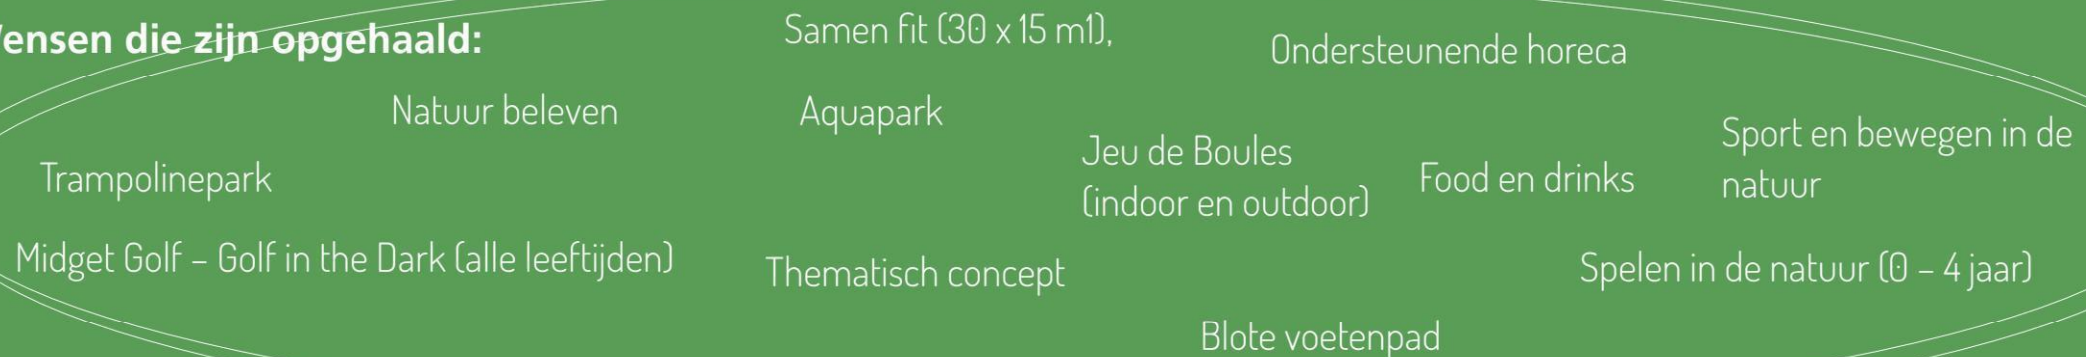 ensen die zijn opgehaald:
Samen fit (30 x 15 m1),
Ondersteunende horeca
Natuur beleven
Aquapark
Jeu de Boules
(indoor en outdoor)
Food en drinks
Sport en bewegen in de
natuur
Trampolinepark
Midget Golf – Golf in the Dark (alle leeftijden)
Thematisch concept
Spelen in de natuur (0 – 4 jaar)
Blote voetenpad